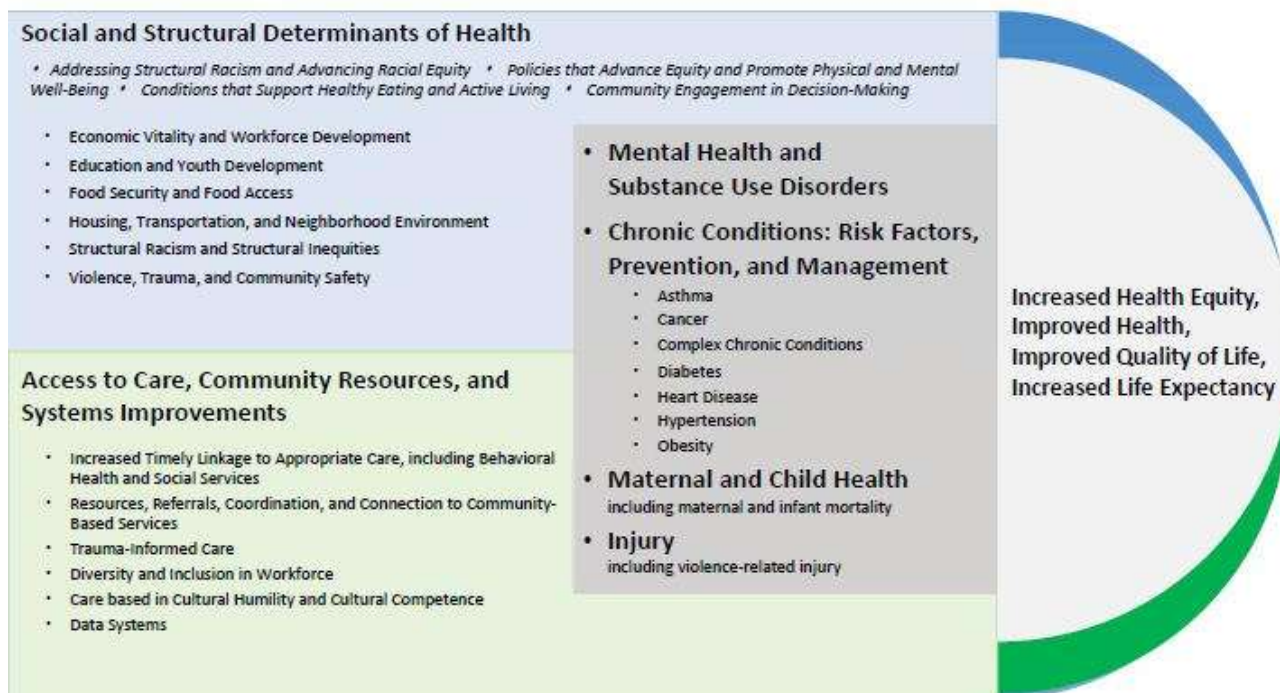 Social and Structural Determinants of Health
• Addressing Structural Racism and Advancing Racial Equity • Policies that Advance Equity and Promote Physical and Mental
Well-Being • Conditions that Support Healthy Eating and Active Living • Community Engagement in Decision-Making
• Economic Vitality and Workforce Development
• Education and Youth Development
• Food Security and Food Access
• Housing, Transportation, and Neighborhood Environment
• Structural Racism and Structural Inequities
• Violence, Trauma, and Community Safety
Access to Care, Community Resources, and
Systems Improvements
• Increased Timely Linkage to Appropriate Care, including Behavioral
Health and Social Services
• Resources, Referrals, Coordination, and Connection to Community-
Based Services
• Trauma-Informed Care
• Diversity and Inclusion in Workforce
• Care based in Cultural Humility and Cultural Competence
• Data Systems
• Mental Health and
Substance Use Disorders
• Chronic Conditions: Risk Factors,
Prevention, and Management
• Asthma
• Cancer
• Complex Chronic Conditions
• Diabetes
• Heart Disease
• Hypertension
• Obesity
• Maternal and Child Health
including maternal and infant mortality
• Injury
including violence-related injury
Increased Health Equity,
Improved Health,
Improved Quality of Life,
Increased Life Expectancy